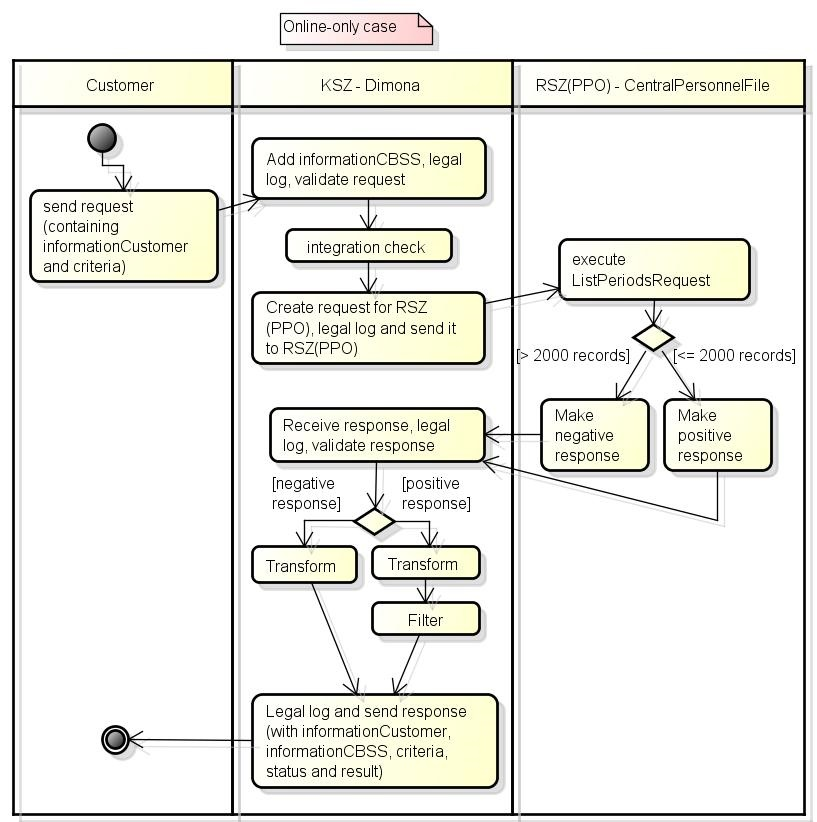 Online-only case
Customer
KSZ - Dimona
RSZ(PPO) - CentralPersonnelFile
Add informationCBSS, legal
log, validate request
send request
(containing
informationCustomer
and criteria)
integration check
execute
ListPeriodsRequest
Create request for RSZ
(PPO), legal log and send it
to RSZ(PPO)
[> 2000 records]
[<= 2000 records]
Make
negative
response
Make
positive
response
Receive response, legal
log, validate response
[negative
response]
[positive
response]
Transform
Transform
Filter
Legal log and send response
(with informationCustomer,
informationCBSS, criteria,
status and result)